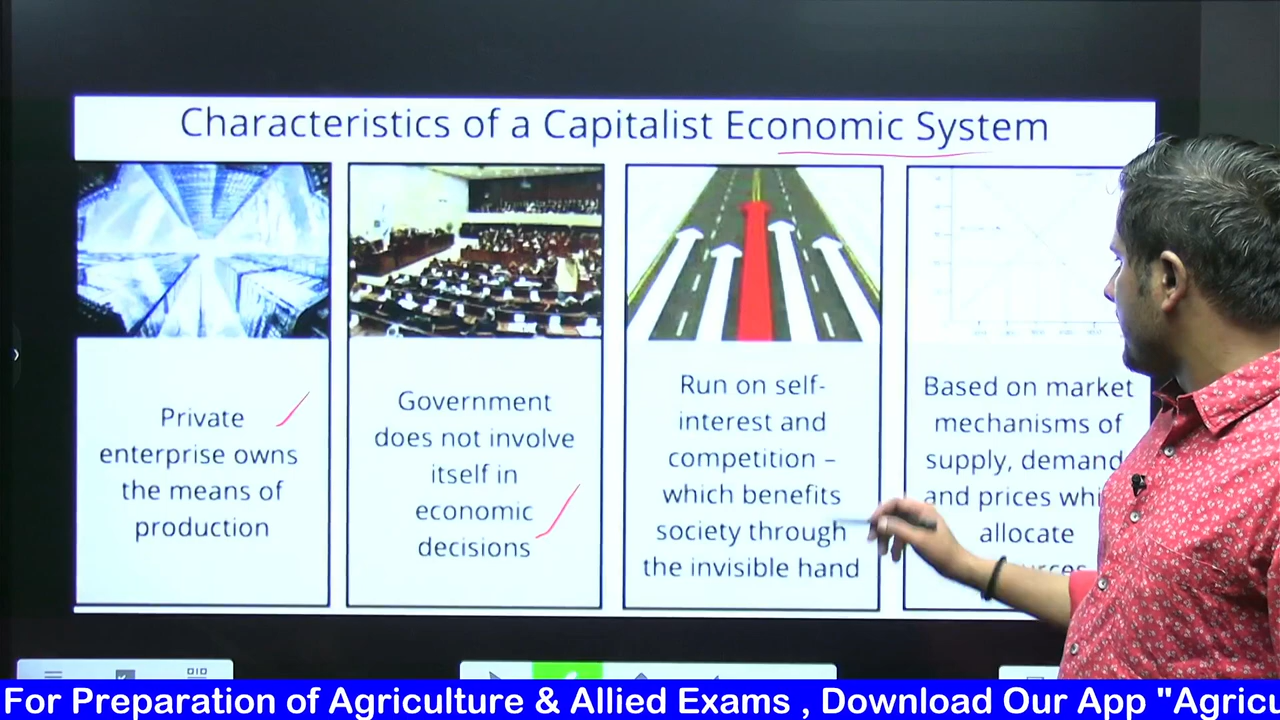 Characteristics of a Capitalist Economic System
Private
enterprise owns
the means of
production
Government
does not involve
itself in
economic
decisions
Run on self-
interest and
competition –
which benefits
society through
the invisible hand
Based on market
mechanisms of
supply, demand
and prices
allocate
For Preparation of Agriculture & Allied Exams , Download Our App "Agricu